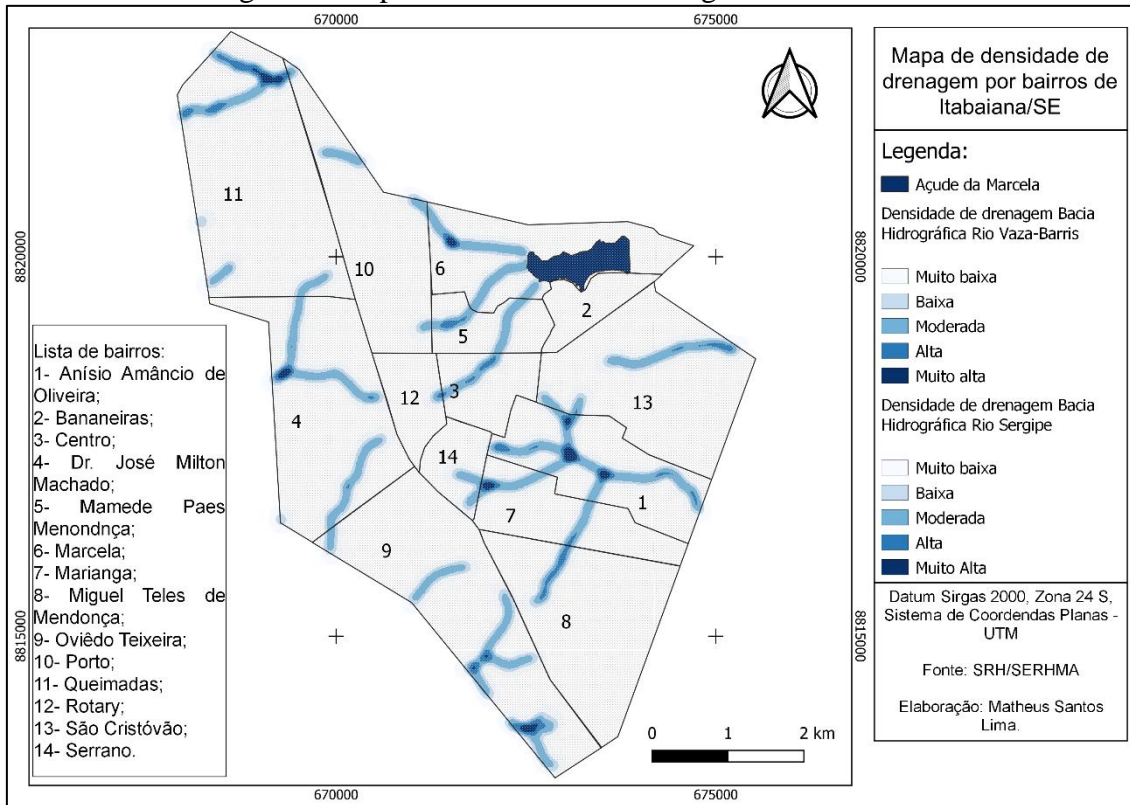 670000
675000
8820000
8815000
11
10
6
2
5
3
12
13
4
14
1
7
9
8
Lista de bairros:
1- Anísio Amâncio de
Oliveira;
2- Bananeiras;
3- Centro;
4- Dr. José Milton
Machado;
5- Mamede Paes
Menondnça;
6- Marcela;
7- Marianga;
8- Miguel Teles de
Mendonça;
9- Oviêdo Teixeira;
10- Porto;
11- Queimadas;
12- Rotary;
13- São Cristóvão;
14- Serrano.
0 1 2 km
8820000
8815000
670000
675000
Mapa de densidade de
drenagem por bairros de
Itabaiana/SE
Legenda:
Açude da Marcela
Densidade de drenagem Bacia
Hidrográfica Rio Vaza-Barris
Muito baixa
Baixa
Moderada
Alta
Muito alta
Densidade de drenagem Bacia
Hidrográfica Rio Sergipe
Muito baixa
Baixa
Moderada
Alta
Muito Alta
Datum Sirgas 2000, Zona 24 S,
Sistema de Coordendas Planas -
UTM
Fonte: SRH/SERHMA
Elaboração: Matheus Santos
Lima.